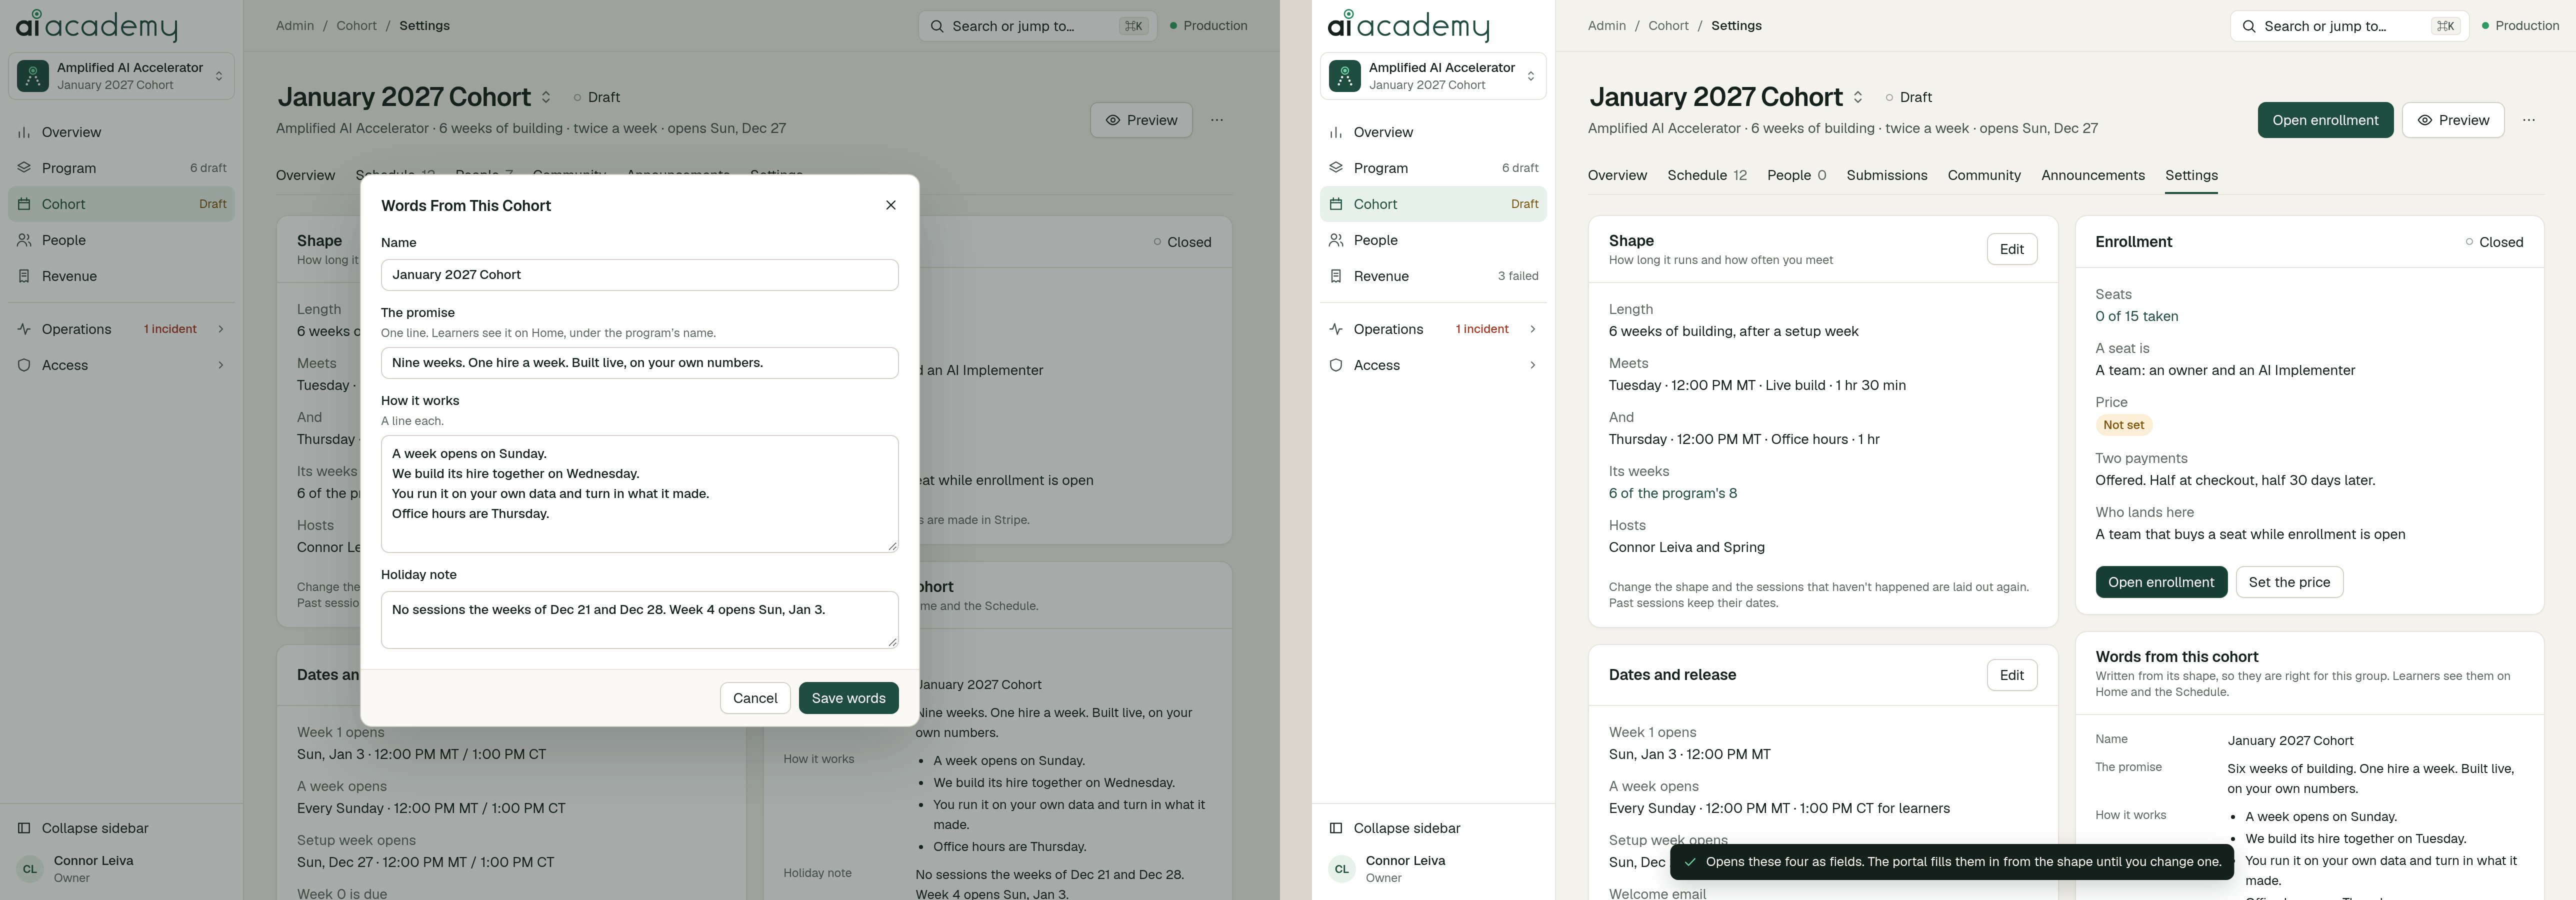 ai academy
Amplified AI Accelerator
January 2027 Cohort
Overview
Program 6 draft
Cohort Draft
People
Revenue
Operations 1 incident
Access
Collapse sidebar
CL
Connor Leiva
Owner
Admin / Cohort / Settings
Search or jump to... ⌘K
Production
January 2027 Cohort Draft
Amplified AI Accelerator · 6 weeks of building · twice a week · opens Sun, Dec 27
Preview
Overview Schedule 12 People 7 Community Announcements Settings
Shape
How long it
Length
6 weeks o
Meets
Tuesday ·
And
Thursday
Its weeks
6 of the p
Hosts
Connor Le
Change the
Past sessio
Dates an
Week 1 opens
Sun, Jan 3 · 12:00 PM MT / 1:00 PM CT
A week opens
Every Sunday · 12:00 PM MT / 1:00 PM CT
Setup week opens
Sun, Dec 27 · 12:00 PM MT / 1:00 PM CT
Week 0 is due
Closed
an AI Implementer
eat while enrollment is open
s are made in Stripe.
ohort
me and the Schedule.
January 2027 Cohort
Nine weeks. One hire a week. Built live, on your
own numbers.
How it works
• A week opens on Sunday.
• We build its hire together on Wednesday.
• You run it on your own data and turn in what it
made.
• Office hours are Thursday.
Holiday note
No sessions the weeks of Dec 21 and Dec 28.
Week 4 opens Sun, Jan 3.
Words From This Cohort
Name
January 2027 Cohort
The promise
One line. Learners see it on Home, under the program's name.
Nine weeks. One hire a week. Built live, on your own numbers.
How it works
A line each.
A week opens on Sunday.
We build its hire together on Wednesday.
You run it on your own data and turn in what it made.
Office hours are Thursday.
Holiday note
No sessions the weeks of Dec 21 and Dec 28. Week 4 opens Sun, Jan 3.
Cancel Save words
ai academy
Amplified AI Accelerator
January 2027 Cohort
Overview
Program 6 draft
Cohort Draft
People
Revenue 3 failed
Operations 1 incident
Access
Collapse sidebar
CL
Connor Leiva
Owner
Admin / Cohort / Settings
Search or jump to... ⌘K
Production
January 2027 Cohort Draft
Amplified AI Accelerator · 6 weeks of building · twice a week · opens Sun, Dec 27
Open enrollment Preview
Overview Schedule 12 People 0 Submissions Community Announcements Settings
Shape
How long it runs and how often you meet
Edit
Length
6 weeks of building, after a setup week
Meets
Tuesday · 12:00 PM MT · Live build · 1 hr 30 min
And
Thursday · 12:00 PM MT · Office hours · 1 hr
Its weeks
6 of the program's 8
Hosts
Connor Leiva and Spring
Change the shape and the sessions that haven't happened are laid out again.
Past sessions keep their dates.
Dates and release
Edit
Week 1 opens
Sun, Jan 3 · 12:00 PM MT
A week opens
Every Sunday · 12:00 PM MT · 1:00 PM CT for learners
Setup week opens
Sun, Dec
Welcome email
Enrollment
Closed
Seats
0 of 15 taken
A seat is
A team: an owner and an AI Implementer
Price
Not set
Two payments
Offered. Half at checkout, half 30 days later.
Who lands here
A team that buys a seat while enrollment is open
Open enrollment Set the price
Words from this cohort
Written from its shape, so they are right for this group. Learners see them on
Home and the Schedule.
Name
January 2027 Cohort
The promise
Six weeks of building. One hire a week. Built live,
on your own numbers.
How it works
• A week opens on Sunday.
• We build its hire together on Tuesday.
You run it on your own data and turn in what it
made.
Opens these four as fields. The portal fills them in from the shape until you change one.